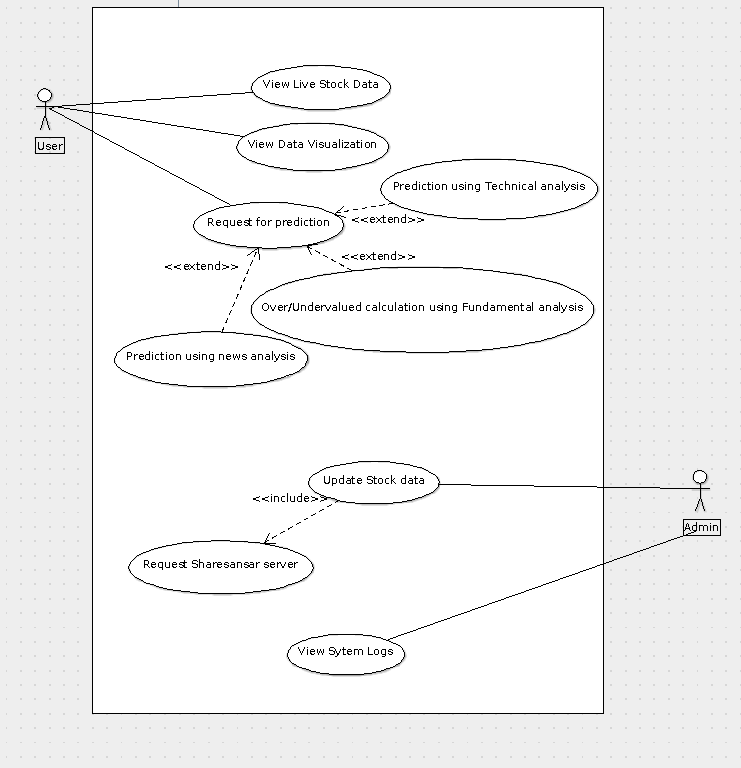 View Live Stock Data
User
View Data Visualization
Prediction using Technical analysis
Request for prediction
<<extend>>
<<extend>>
<<extend>>
Over/Undervalued calculation using Fundamental analysis
Prediction using news analysis
Update Stock data
<<include>>
Admin
Request Sharesansar server
View Sytem Logs